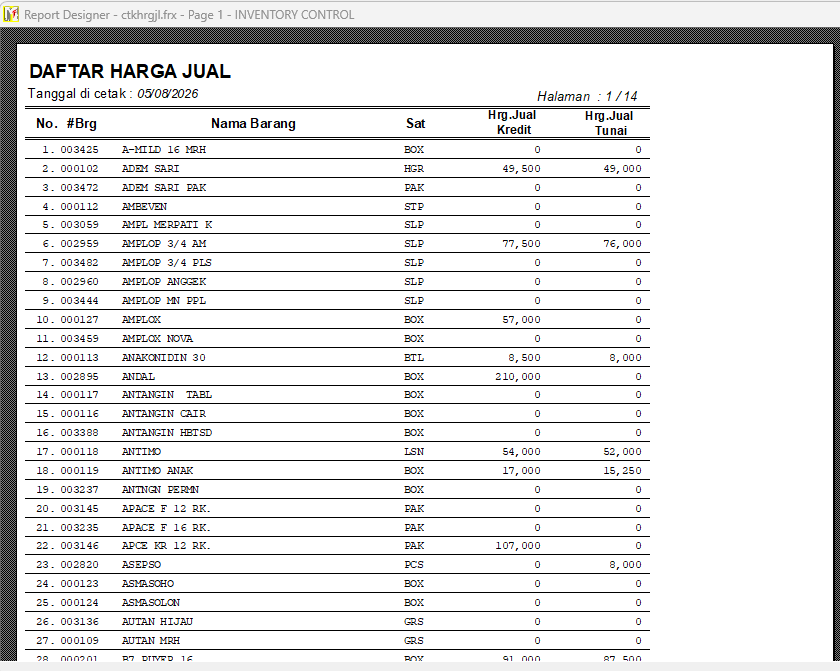 Report Designer - ctkhrgjl.frx - Page 1 - INVENTORY CONTROL
DAFTAR HARGA JUAL
Tanggal di cetak : 05/08/2026
Halaman : 1 / 14
No. #Brg Nama Barang Sat Hrg.Jual Kredit Hrg.Jual Tunai
1. 003425 A-MILD 16 MRH BOX 0 0
2. 000102 ADEM SARI HGR 49,500 49,000
3. 003472 ADEM SARI PAK PAK 0 0
4. 000112 AMBEVEN STP 0 0
5. 003059 AMPL MERPATI K SLP 0 0
6. 002959 AMPLOP 3/4 AM SLP 77,500 76,000
7. 003482 AMPLOP 3/4 PLS SLP 0 0
8. 002960 AMPLOP ANGGEK SLP 0 0
9. 003444 AMPLOP MN PPL SLP 0 0
10. 000127 AMPLOX BOX 57,000 0
11. 003459 AMPLOX NOVA BOX 0 0
12. 000113 ANAKONIDIN 30 BTL 8,500 8,000
13. 002895 ANDAL BOX 210,000 0
14. 000117 ANTANGIN  TABL BOX 0 0
15. 000116 ANTANGIN CAIR BOX 0 0
16. 003388 ANTANGIN HBTSD BOX 0 0
17. 000118 ANTIMO LSN 54,000 52,000
18. 000119 ANTIMO ANAK BOX 17,000 15,250
19. 003237 ANTNGN PERMN BOX 0 0
20. 003145 APACE F 12 RK. PAK 0 0
21. 003235 APACE F 16 RK. PAK 0 0
22. 003146 APCE KR 12 RK. PAK 107,000 0
23. 002820 ASEPSO PCS 0 8,000
24. 000123 ASMASOHO BOX 0 0
25. 000124 ASMASOLON BOX 0 0
26. 003136 AUTAN HIJAU GRS 0 0
27. 000109 AUTAN MRH GRS 0 0
28. 000201 B7 PUYER 16 BOX 91,000 87,500